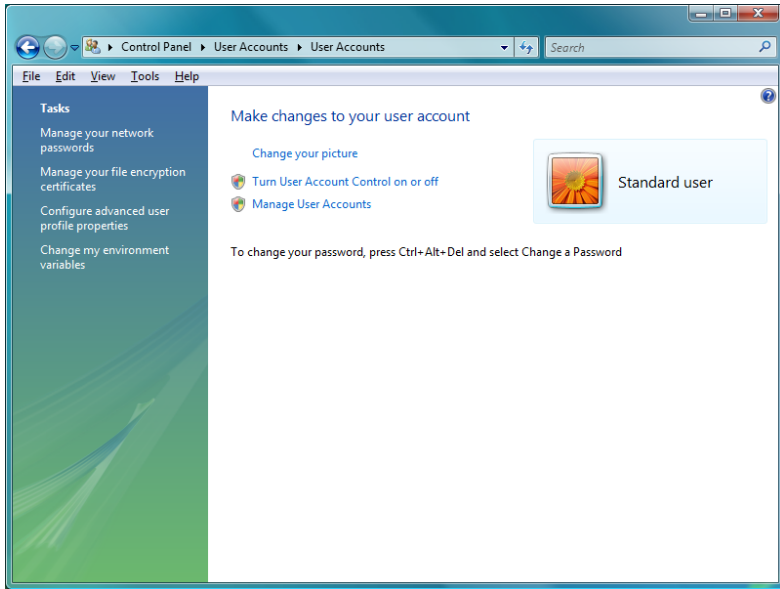 Control Panel User Accounts User Accounts
Search
File Edit View Tools Help
Tasks
Manage your network
passwords
Manage your file encryption
certificates
Configure advanced user
profile properties
Change my environment
variables
Make changes to your user account
Change your picture
Turn User Account Control on or off
Manage User Accounts
Standard user
To change your password, press Ctrl+Alt+Del and select Change a Password